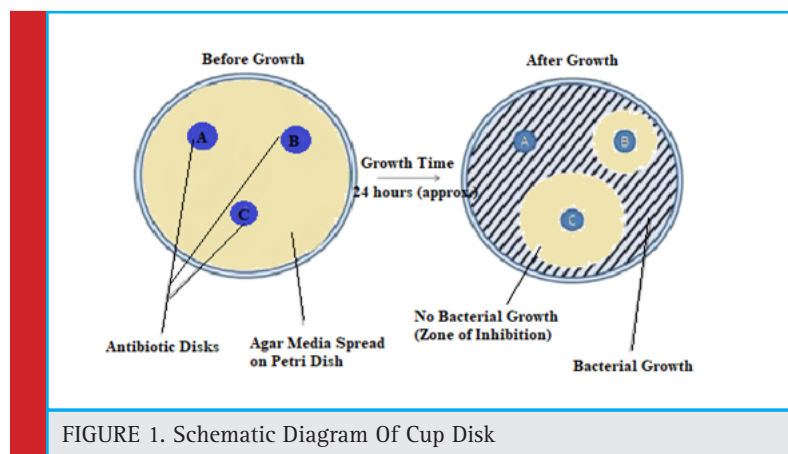 Before Growth
After Growth
A
B
C
Growth Time
24 hours (approx.)
A
B
C
Antibiotic Disks
Agar Media Spread
on Petri Dish
No Bacterial Growth
(Zone of Inhibition)
Bacterial Growth
FIGURE 1. Schematic Diagram Of Cup Disk